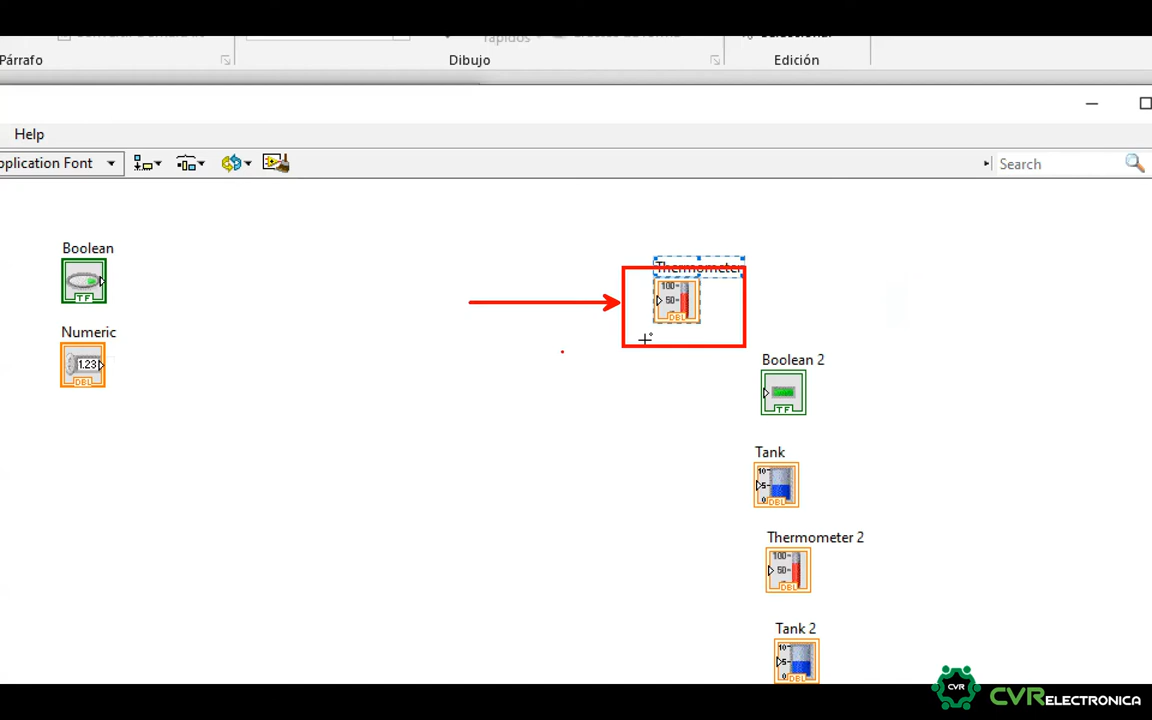 rápidos
Párrafo
Dibujo
Edición
Help
pplication Font
Search
Boolean
TF
Numeric
1.23
DBL
Thermometer
100
50
DBL
Boolean 2
TF
Tank
10
5
0
DBL
Thermometer 2
100
50
DBL
Tank 2
10
5
0
DBL
CVR
CVRELECTRONICA